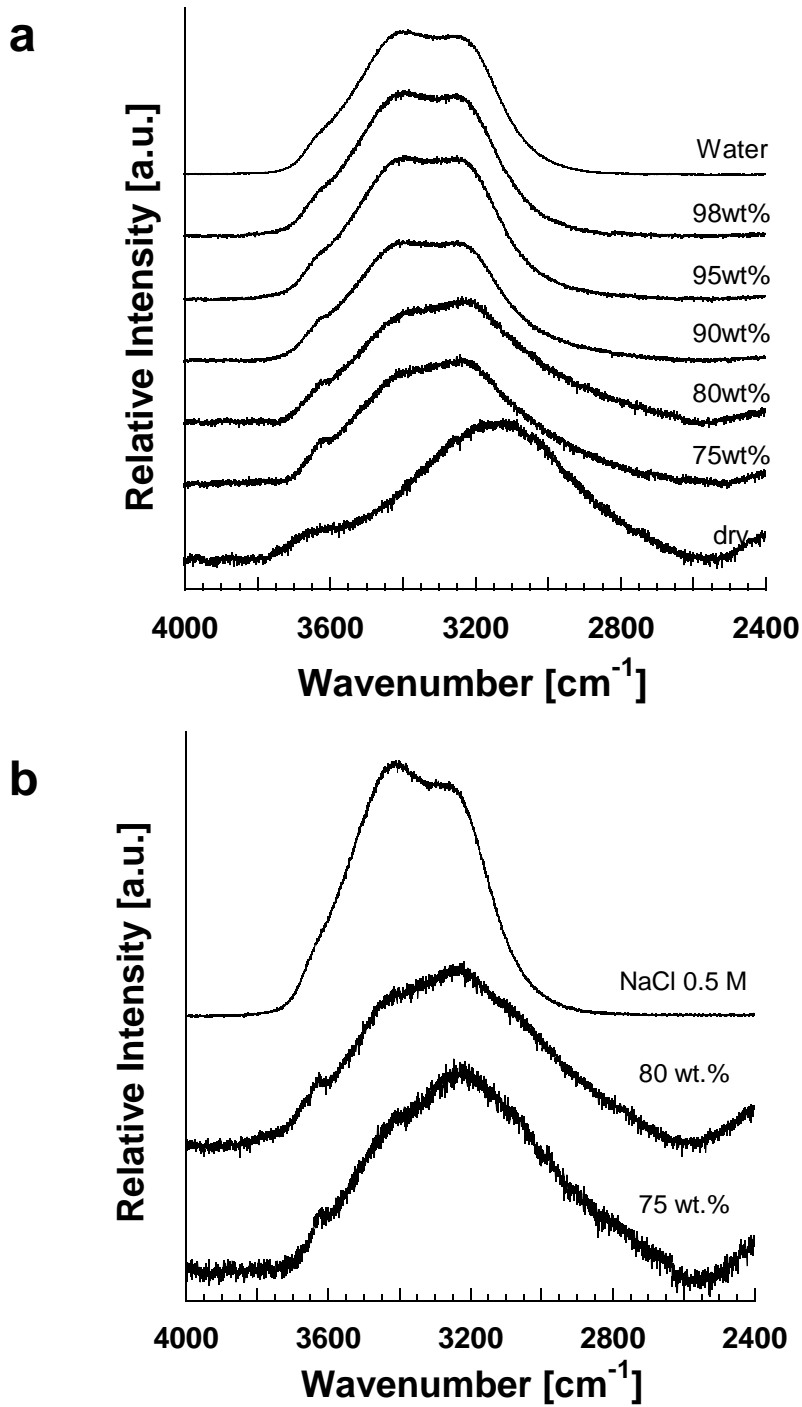 a
Relative Intensity [a.u.]
Water
98wt%
95wt%
90wt%
80wt%
75wt%
dry
4000 3600 3200 2800 2400
Wavenumber [cm-1]
b
Relative Intensity [a.u.]
NaCl 0.5 M
80 wt.%
75 wt.%
4000 3600 3200 2800 2400
Wavenumber [cm-1]